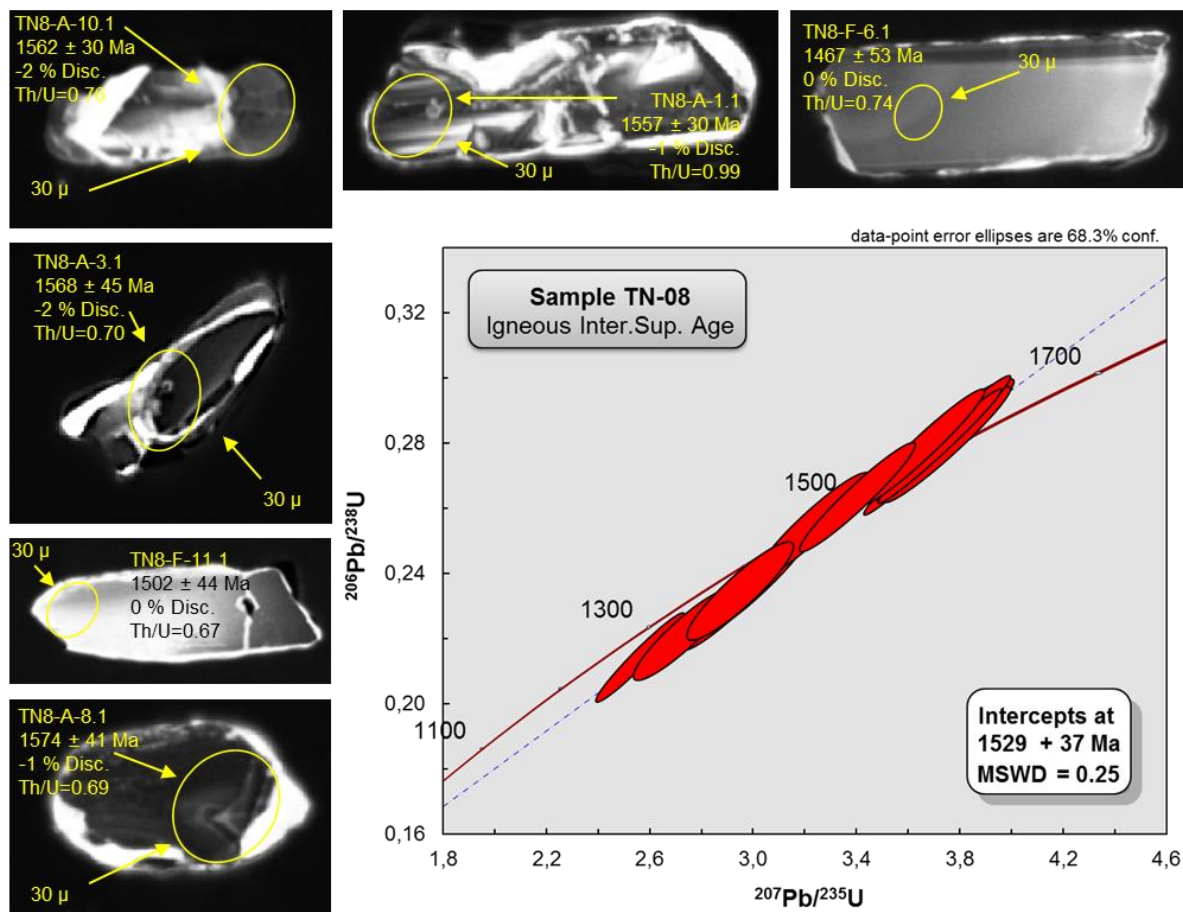 TN8-A-10.1
1562 ± 30 Ma
-2 % Disc.
Th/U=0.76
30 µ
TN8-A-1.1
1557 ± 30 Ma
-1 % Disc.
Th/U=0.99
30 µ
TN8-F-6.1
1467 ± 53 Ma
0 % Disc.
Th/U=0.74
30 µ
TN8-A-3.1
1568 ± 45 Ma
-2 % Disc.
Th/U=0.70
30 µ
30 µ
TN8-F-11.1
1502 ± 44 Ma
0 % Disc.
Th/U=0.67
TN8-A-8.1
1574 ± 41 Ma
-1 % Disc.
Th/U=0.69
30 µ
data-point error ellipses are 68.3% conf.
Sample TN-08
Igneous Inter.Sup. Age
1700
1500
1300
1100
0,32
0,28
0,24
0,20
0,16
206Pb/238U
Intercepts at
1529 + 37 Ma
MSWD = 0.25
1,8 2,2 2,6 3,0 3,4 3,8 4,2 4,6
207Pb/235U